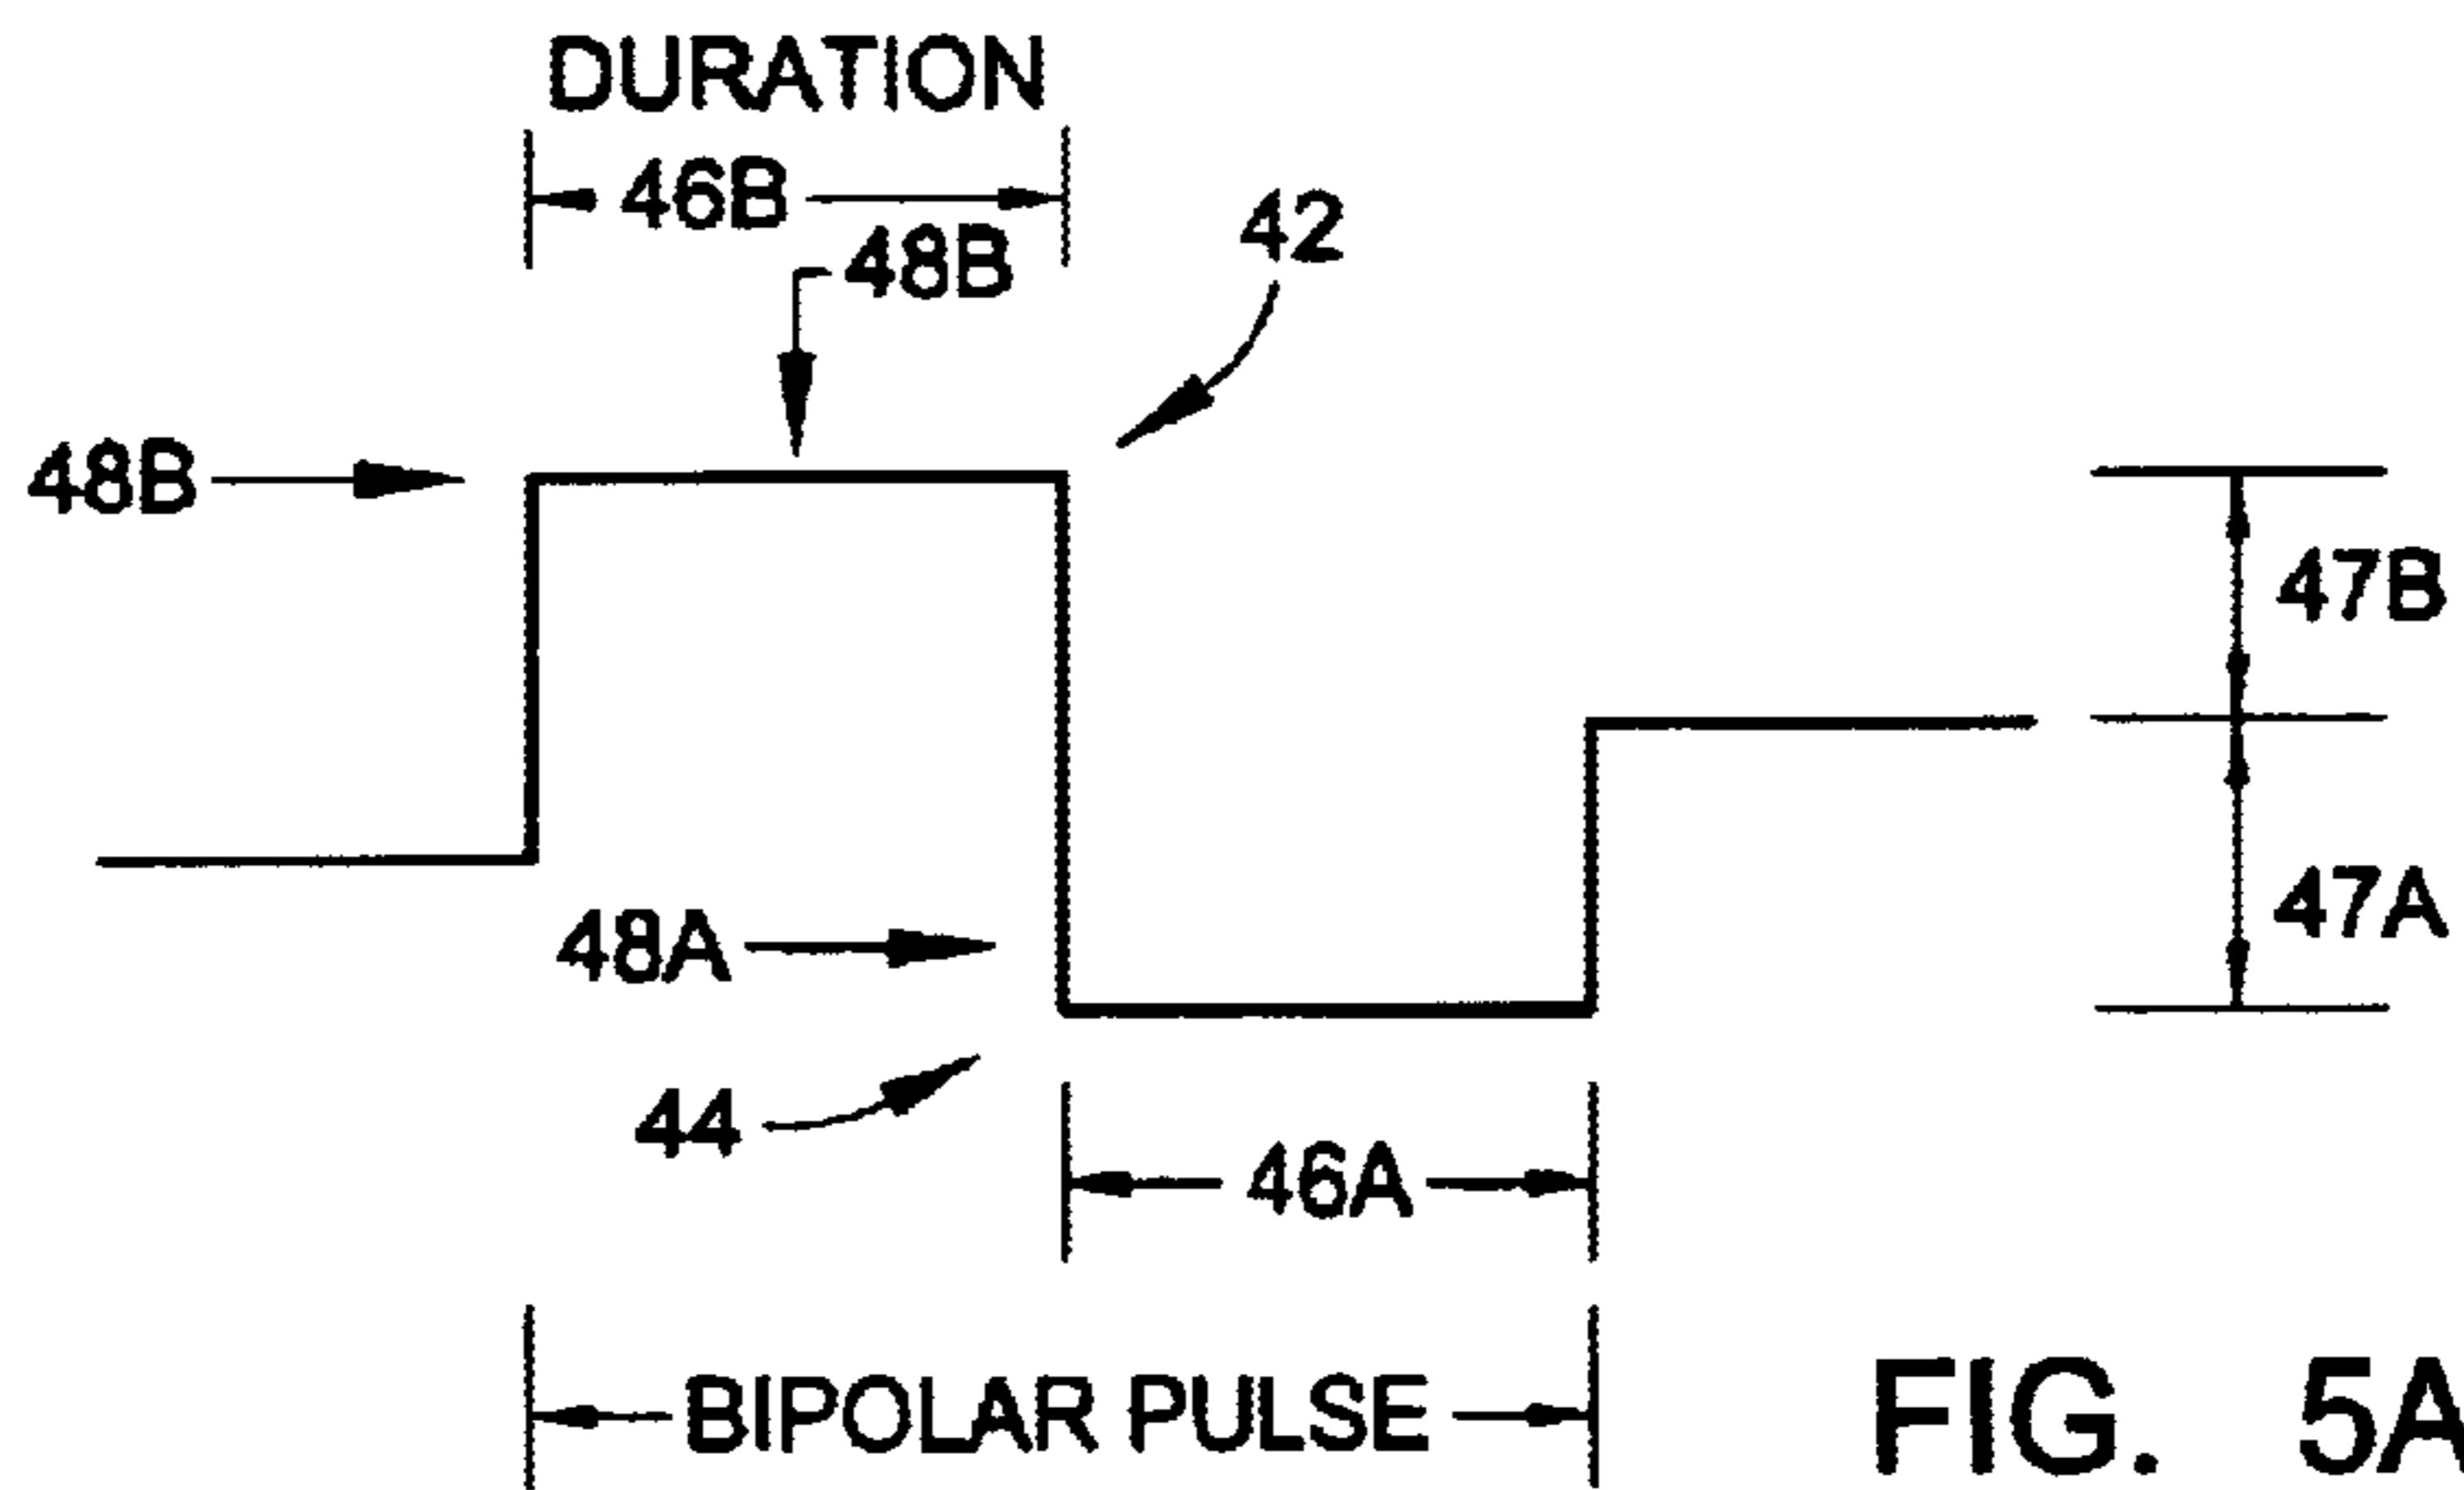 DURATION
46B
48B
42
48B
47B
48A
47A
44
46A
BIPOLAR PULSE
FIG. 5A